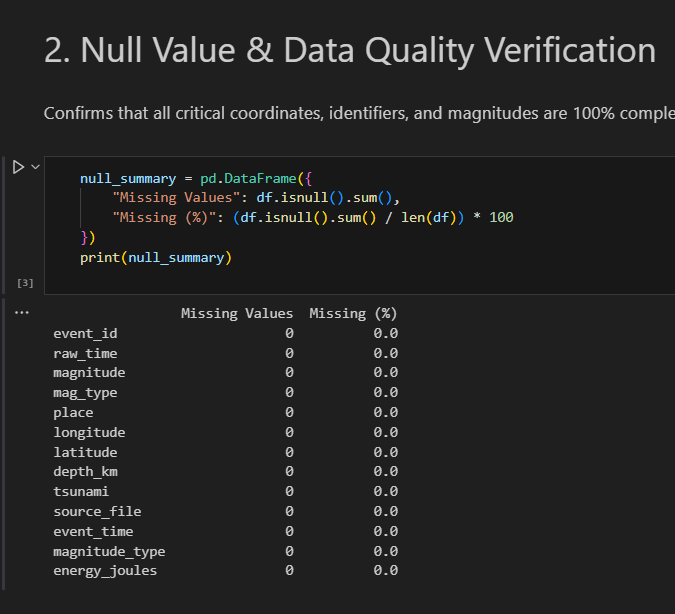 2. Null Value & Data Quality Verification
Confirms that all critical coordinates, identifiers, and magnitudes are 100% comple
null_summary = pd.DataFrame({
    "Missing Values": df.isnull().sum(),
    "Missing (%)": (df.isnull().sum() / len(df)) * 100
})
print(null_summary)
[3]
...
                Missing Values  Missing (%)
event_id                     0          0.0
raw_time                     0          0.0
magnitude                    0          0.0
mag_type                     0          0.0
place                        0          0.0
longitude                    0          0.0
latitude                     0          0.0
depth_km                     0          0.0
tsunami                      0          0.0
source_file                  0          0.0
event_time                   0          0.0
magnitude_type               0          0.0
energy_joules                0          0.0